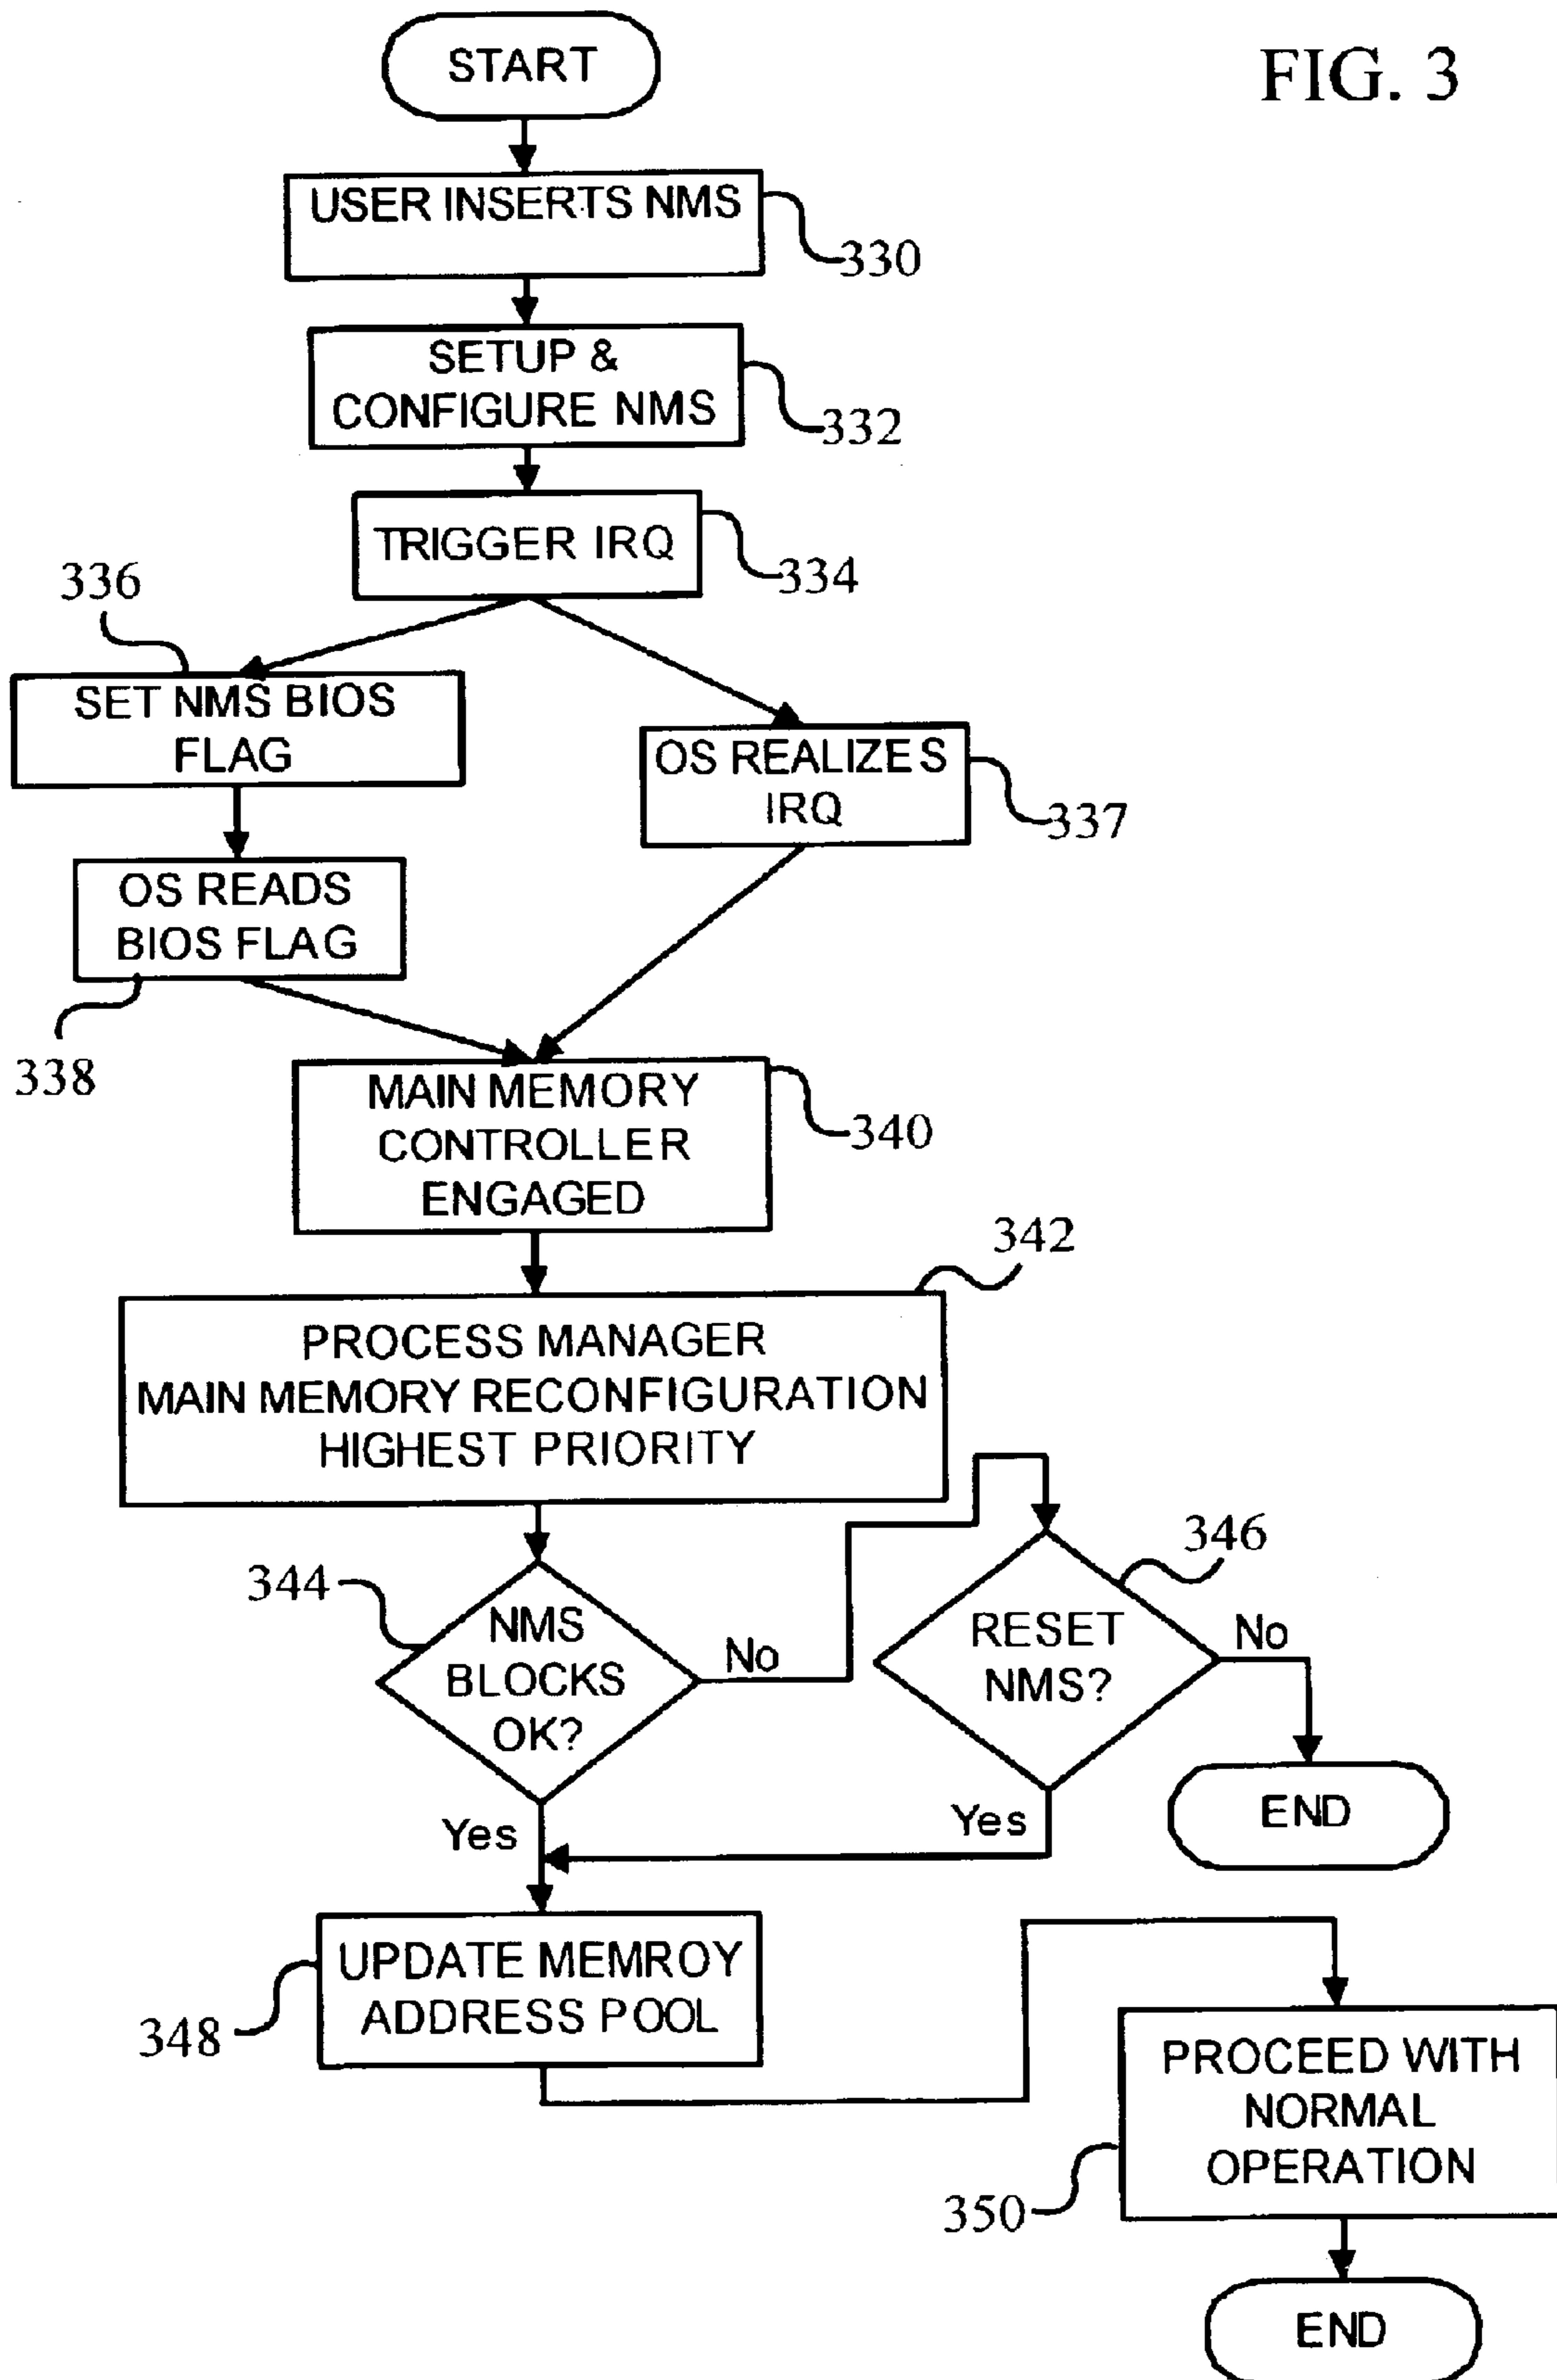 START
FIG. 3
USER INSERTS NMS
330
SETUP &
CONFIGURE NMS
332
TRIGGER IRQ
334
336
SET NMS BIOS
FLAG
OS REALIZES
IRQ
337
OS READS
BIOS FLAG
338
MAIN MEMORY
CONTROLLER
ENGAGED
340
342
PROCESS MANAGER
MAIN MEMORY RECONFIGURATION
HIGHEST PRIORITY
344
NMS
BLOCKS
OK?
No
346
RESET
NMS?
No
Yes
Yes
END
UPDATE MEMROY
ADDRESS POOL
348
PROCEED WITH
NORMAL
OPERATION
350
END